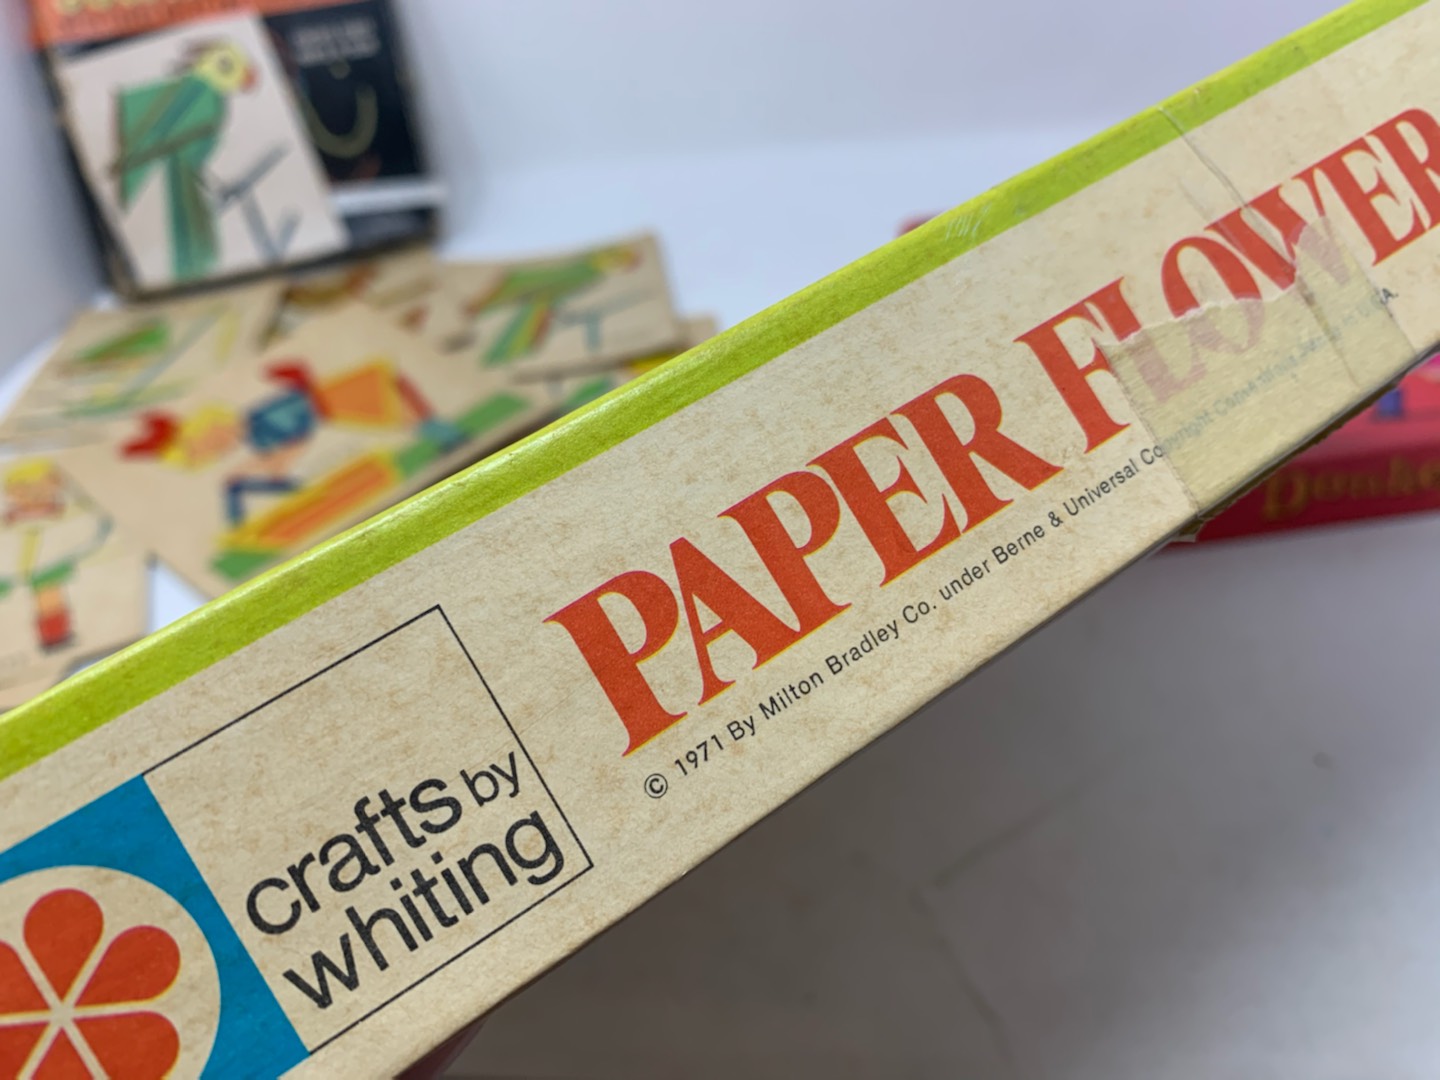 PAPER FLOWER
© 1971 By Milton Bradley Co. under Berne & Universal Copyright
crafts by
whiting